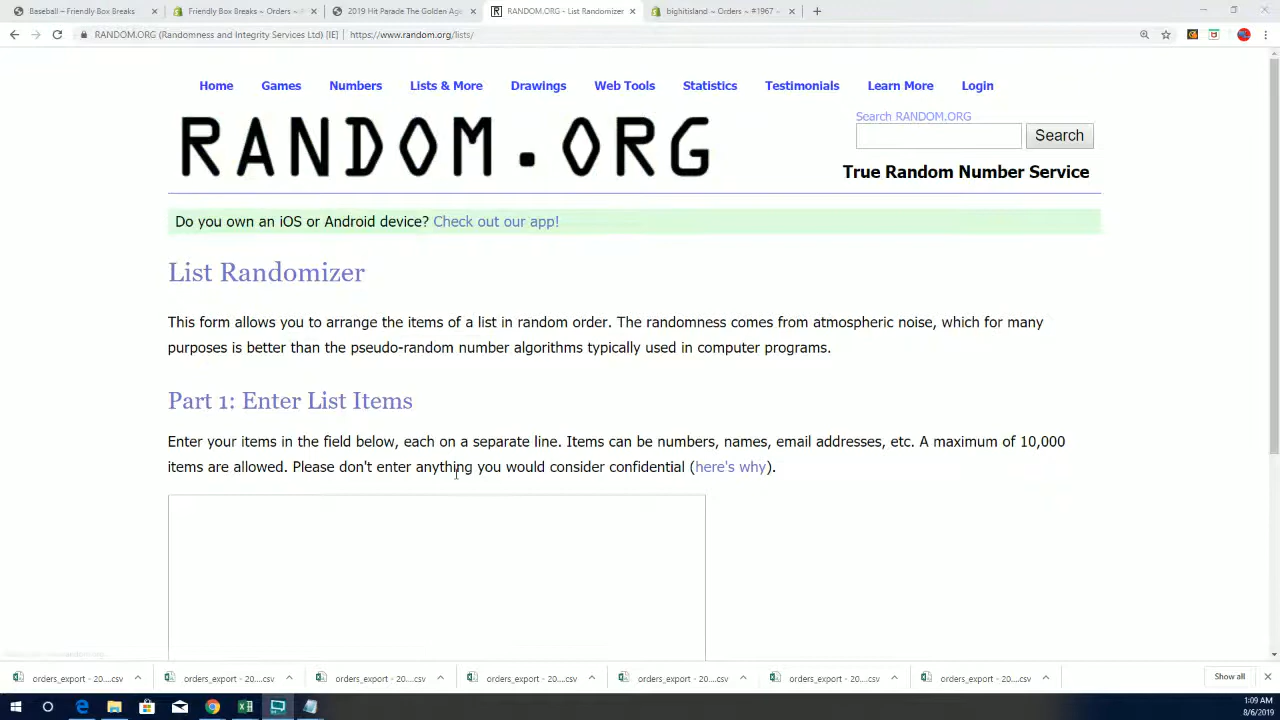 Baseball – Friendly Box Breaks
Friendly Box Breaks ~ Orders ~ F
2019 Hit Parade The Golden Age
RANDOM.ORG - List Randomizer
bighitisland ~ Orders ~ #1967 –
RANDOM.ORG (Randomness and Integrity Services Ltd) [IE] | https://www.random.org/lists/
Home Games Numbers Lists & More Drawings Web Tools Statistics Testimonials Learn More Login
RANDOM.ORG
Search RANDOM.ORG
Search
True Random Number Service
Do you own an iOS or Android device? Check out our app!
List Randomizer
This form allows you to arrange the items of a list in random order. The randomness comes from atmospheric noise, which for many
purposes is better than the pseudo-random number algorithms typically used in computer programs.
Part 1: Enter List Items
Enter your items in the field below, each on a separate line. Items can be numbers, names, email addresses, etc. A maximum of 10,000
items are allowed. Please don't enter anything you would consider confidential (here's why).
orders_export - 20....csv orders_export - 20....csv orders_export - 20....csv orders_export - 20....csv orders_export - 20....csv orders_export - 20....csv orders_export - 20....csv Show all
1:09 AM
8/6/2019